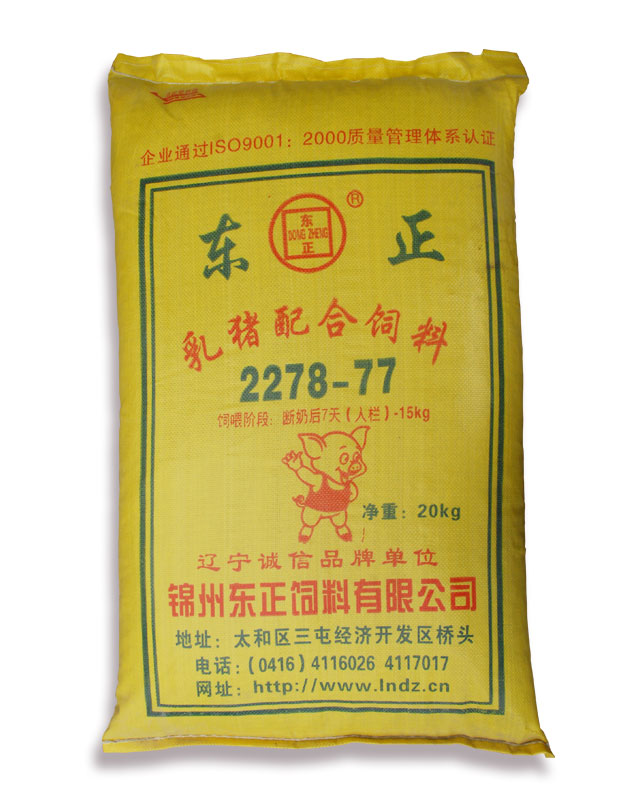 企业通过ISO9001：2000质量管理体系认证
东 正
®
东
DONG ZHENG
正
乳猪配合饲料
2278-77
饲喂阶段：断奶后7天（人栏）-15kg
净重：20kg
辽宁诚信品牌单位
锦州东正饲料有限公司
地址：太和区三屯经济开发区桥头
电话：(0416) 4116026 4117017
网址：http://www.lndz.cn